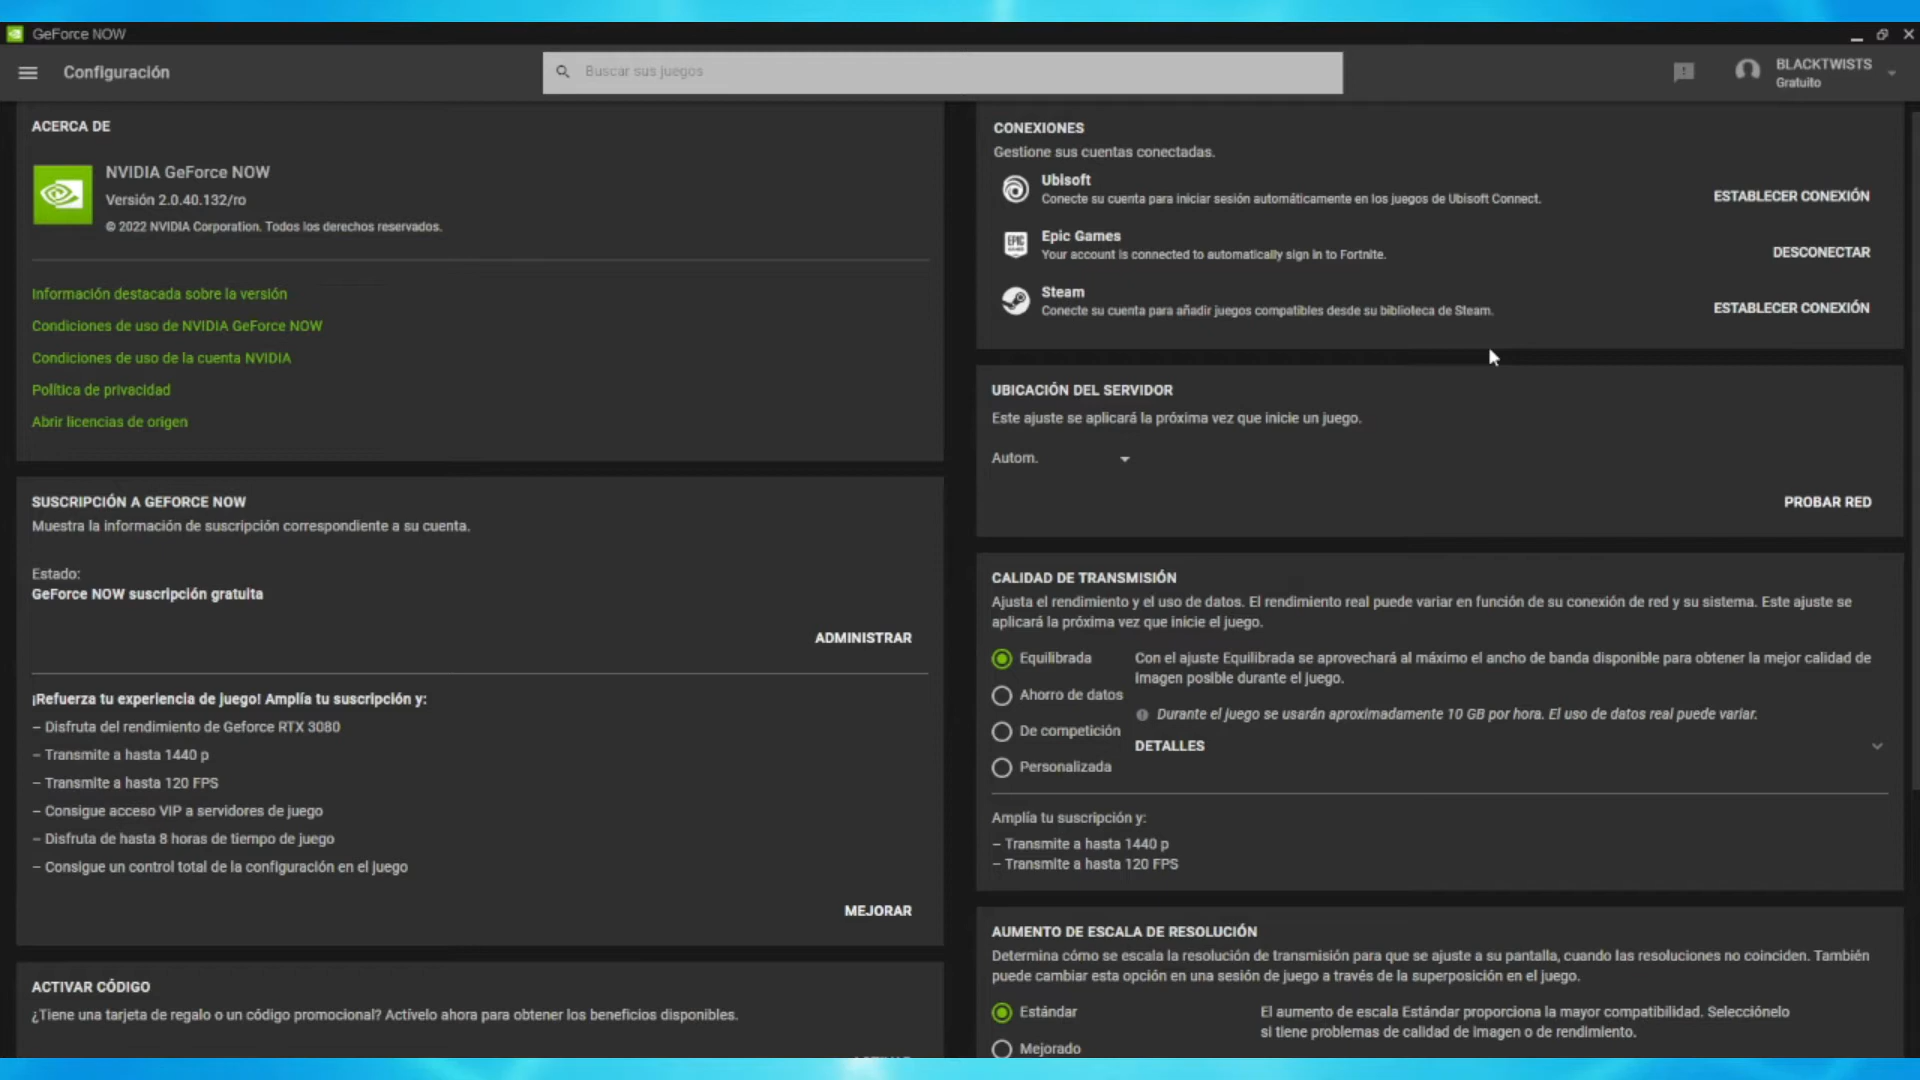 GeForce NOW
Configuración
Buscar sus juegos
BLACKTWISTS
Gratuito
ACERCA DE
NVIDIA GeForce NOW
Versión 2.0.40.132/ro
© 2022 NVIDIA Corporation. Todos los derechos reservados.
Información destacada sobre la versión
Condiciones de uso de NVIDIA GeForce NOW
Condiciones de uso de la cuenta NVIDIA
Política de privacidad
Abrir licencias de origen
SUSCRIPCIÓN A GEFORCE NOW
Muestra la información de suscripción correspondiente a su cuenta.
Estado:
GeForce NOW suscripción gratuita
ADMINISTRAR
¡Refuerza tu experiencia de juego! Amplía tu suscripción y:
– Disfruta del rendimiento de Geforce RTX 3080
– Transmite a hasta 1440 p
– Transmite a hasta 120 FPS
– Consigue acceso VIP a servidores de juego
– Disfruta de hasta 8 horas de tiempo de juego
– Consigue un control total de la configuración en el juego
MEJORAR
ACTIVAR CÓDIGO
¿Tiene una tarjeta de regalo o un código promocional? Actívelo ahora para obtener los beneficios disponibles.
CONEXIONES
Gestione sus cuentas conectadas.
Ubisoft
Conecte su cuenta para iniciar sesión automáticamente en los juegos de Ubisoft Connect.
ESTABLECER CONEXIÓN
EPIC
Epic Games
Your account is connected to automatically sign in to Fortnite.
DESCONECTAR
Steam
Conecte su cuenta para añadir juegos compatibles desde su biblioteca de Steam.
ESTABLECER CONEXIÓN
UBICACIÓN DEL SERVIDOR
Este ajuste se aplicará la próxima vez que inicie un juego.
Autom.
PROBAR RED
CALIDAD DE TRANSMISIÓN
Ajusta el rendimiento y el uso de datos. El rendimiento real puede variar en función de su conexión de red y su sistema. Este ajuste se
aplicará la próxima vez que inicie el juego.
Equilibrada
Ahorro de datos
De competición
Personalizada
Con el ajuste Equilibrada se aprovechará al máximo el ancho de banda disponible para obtener la mejor calidad de
imagen posible durante el juego.
Durante el juego se usarán aproximadamente 10 GB por hora. El uso de datos real puede variar.
DETALLES
Amplía tu suscripción y:
– Transmite a hasta 1440 p
– Transmite a hasta 120 FPS
AUMENTO DE ESCALA DE RESOLUCIÓN
Determina cómo se escala la resolución de transmisión para que se ajuste a su pantalla, cuando las resoluciones no coinciden. También
puede cambiar esta opción en una sesión de juego a través de la superposición en el juego.
Estándar
Mejorado
El aumento de escala Estándar proporciona la mayor compatibilidad. Selecciónelo
si tiene problemas de calidad de imagen o de rendimiento.